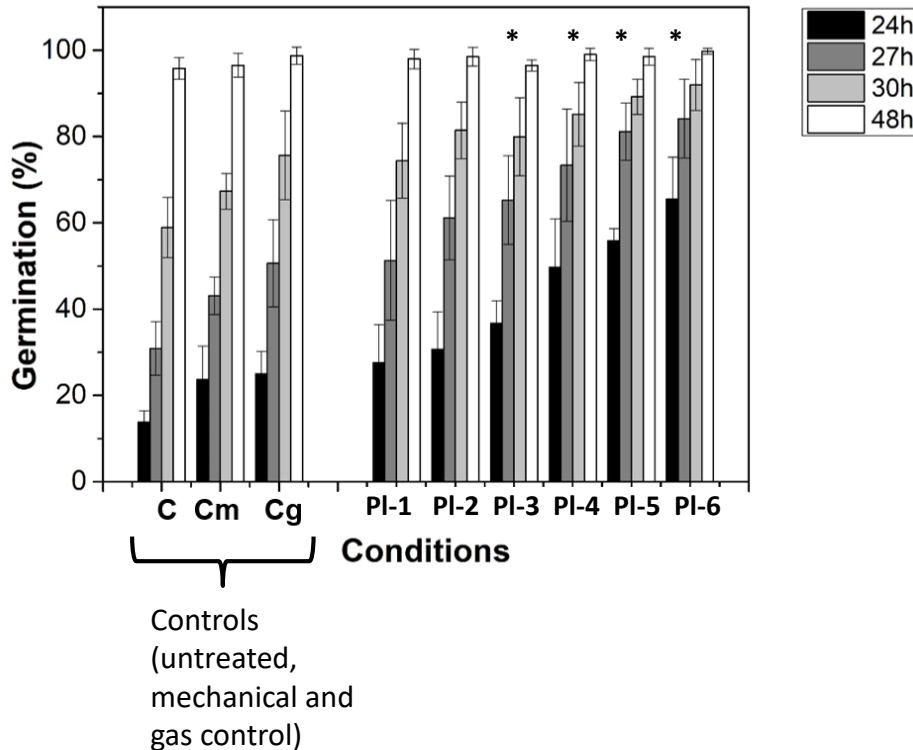 * * * *
24h
27h
30h
48h
Germination (%)
100
80
60
40
20
0
C Cm Cg Pl-1 Pl-2 Pl-3 Pl-4 Pl-5 Pl-6
Conditions
Controls
(untreated,
mechanical and
gas control)